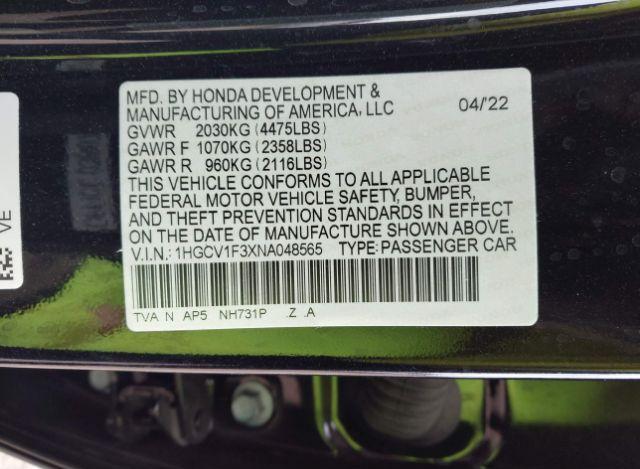 MFD. BY HONDA DEVELOPMENT &
MANUFACTURING OF AMERICA, LLC 04/'22
GVWR 2030KG (4475LBS)
GAWR F 1070KG (2358LBS)
GAWR R 960KG (2116LBS)
THIS VEHICLE CONFORMS TO ALL APPLICABLE
FEDERAL MOTOR VEHICLE SAFETY, BUMPER,
AND THEFT PREVENTION STANDARDS IN EFFECT
ON THE DATE OF MANUFACTURE SHOWN ABOVE.
V.I.N.: 1HGCV1F3XNA048565 TYPE: PASSENGER CAR
TVA N AP5 NH731P .Z .A
VE